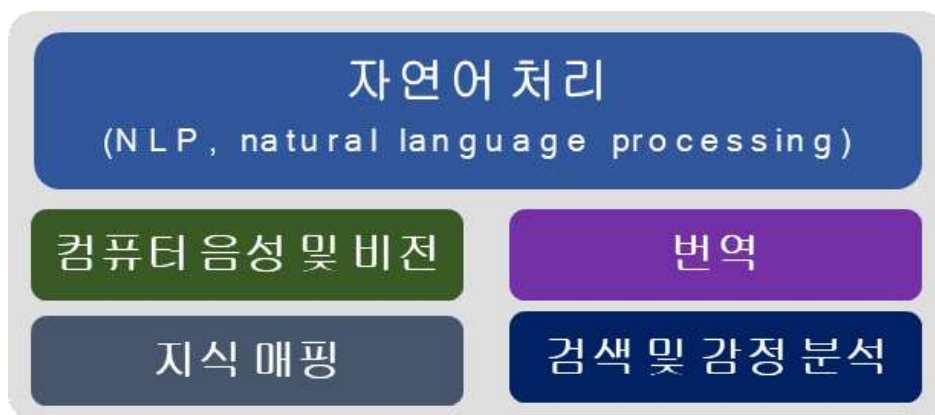 자연어 처리
(NLP, natural language processing)
컴퓨터 음성 및 비전
번역
지식 매핑
검색 및 감정 분석